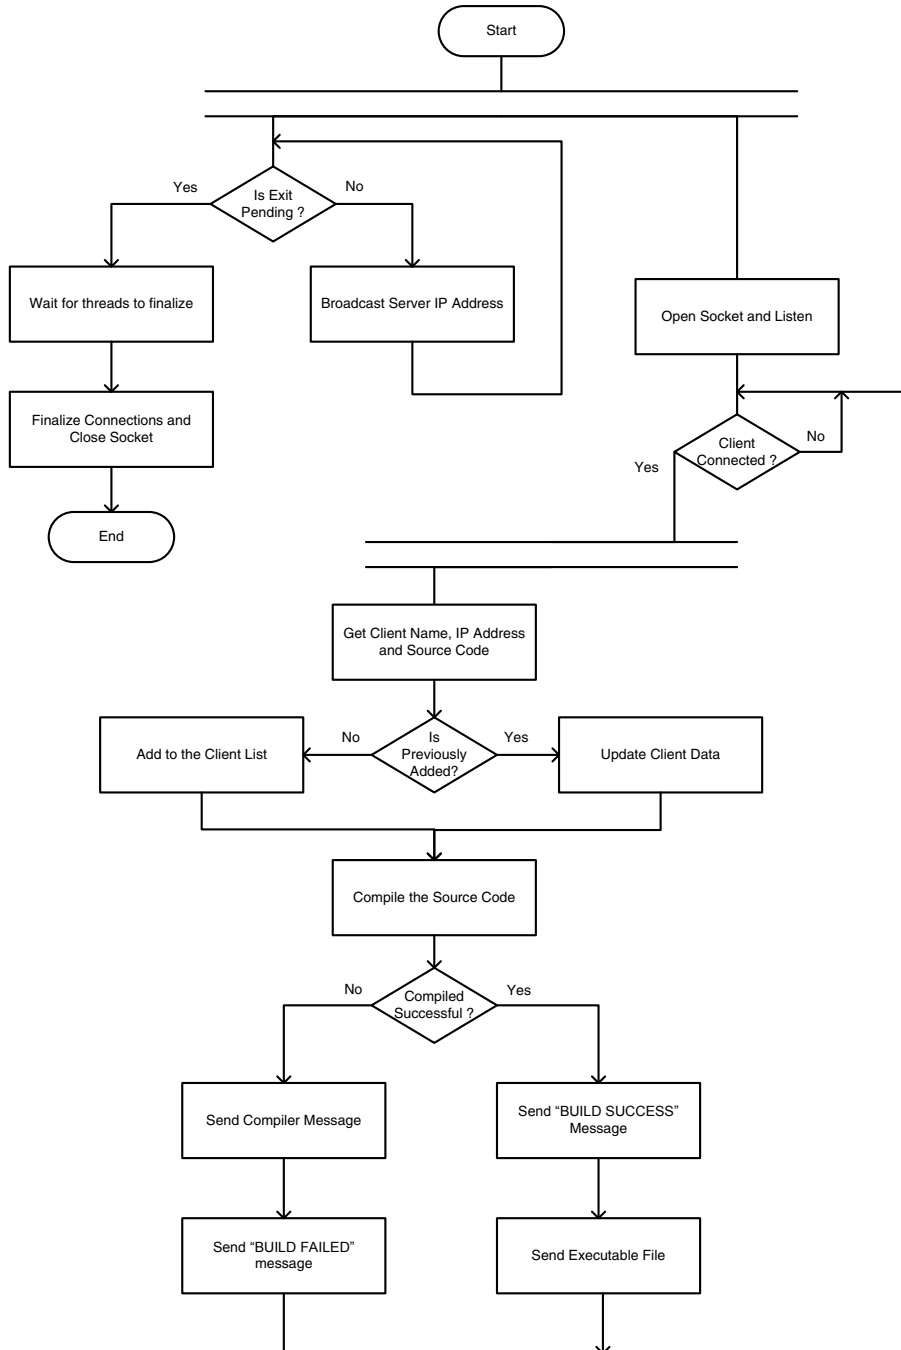 Start
Yes
Is Exit
Pending ?
No
Wait for threads to finalize
Broadcast Server IP Address
Open Socket and Listen
Finalize Connections and
Close Socket
Client
Connected ?
No
Yes
End
Get Client Name, IP Address
and Source Code
Add to the Client List
No
Is
Previously
Added?
Yes
Update Client Data
Compile the Source Code
No
Compiled
Successful ?
Yes
Send Compiler Message
Send “BUILD SUCCESS”
Message
Send “BUILD FAILED”
message
Send Executable File